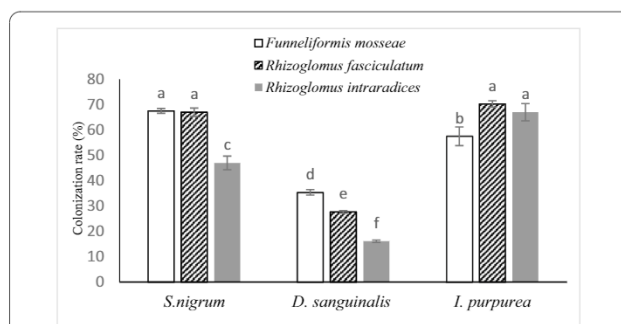 Funneliformis mosseae
Rhizoglomus fasciculatum
Rhizoglomus intraradices
Colonization rate (%)
80
70
60
50
40
30
20
10
0
a a c
d e f
b a a
S.nigrum D. sanguinalis I. purpurea